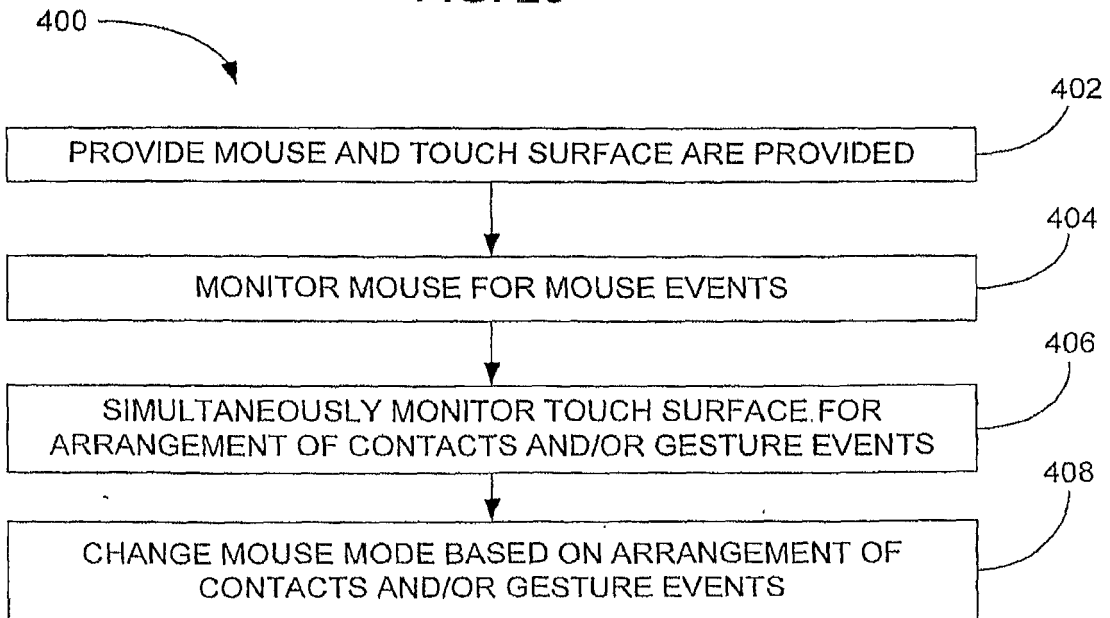 400
402
PROVIDE MOUSE AND TOUCH SURFACE ARE PROVIDED
404
MONITOR MOUSE FOR MOUSE EVENTS
406
SIMULTANEOUSLY MONITOR TOUCH SURFACE FOR
ARRANGEMENT OF CONTACTS AND/OR GESTURE EVENTS
408
CHANGE MOUSE MODE BASED ON ARRANGEMENT OF
CONTACTS AND/OR GESTURE EVENTS